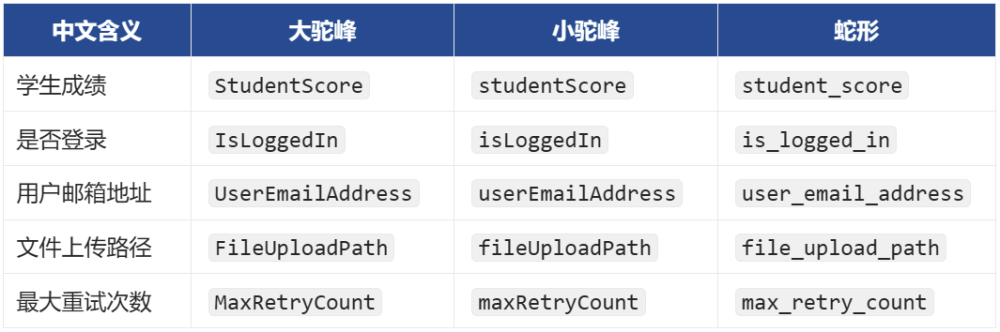 中文含义 大驼峰 小驼峰 蛇形
学生成绩 StudentScore studentScore student_score
是否登录 IsLoggedIn isLoggedIn is_logged_in
用户邮箱地址 UserEmailAddress userEmailAddress user_email_address
文件上传路径 FileUploadPath fileUploadPath file_upload_path
最大重试次数 MaxRetryCount maxRetryCount max_retry_count